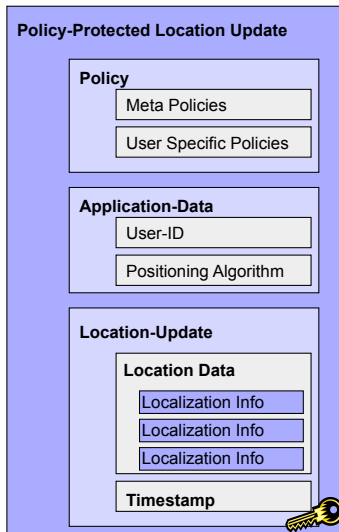 Policy-Protected Location Update
Policy
Meta Policies
User Specific Policies
Application-Data
User-ID
Positioning Algorithm
Location-Update
Location Data
Localization Info
Localization Info
Localization Info
Timestamp